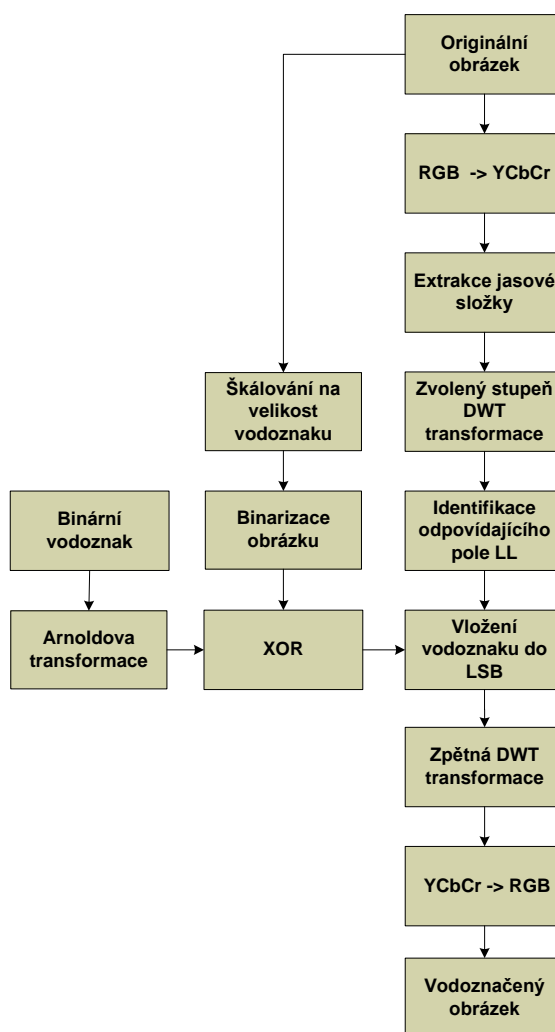 Originální
obrázek
RGB -> YCbCr
Extrakce jasové
složky
Škálování na
velikost
vodoznaku
Zvolený stupeň
DWT
transformace
Binární
vodoznak
Binarizace
obrázku
Identifikace
odpovídajícího
pole LL
Arnoldova
transformace
XOR
Vložení
vodoznaku do
LSB
Zpětná DWT
transformace
YCbCr -> RGB
Vodoznačený
obrázek